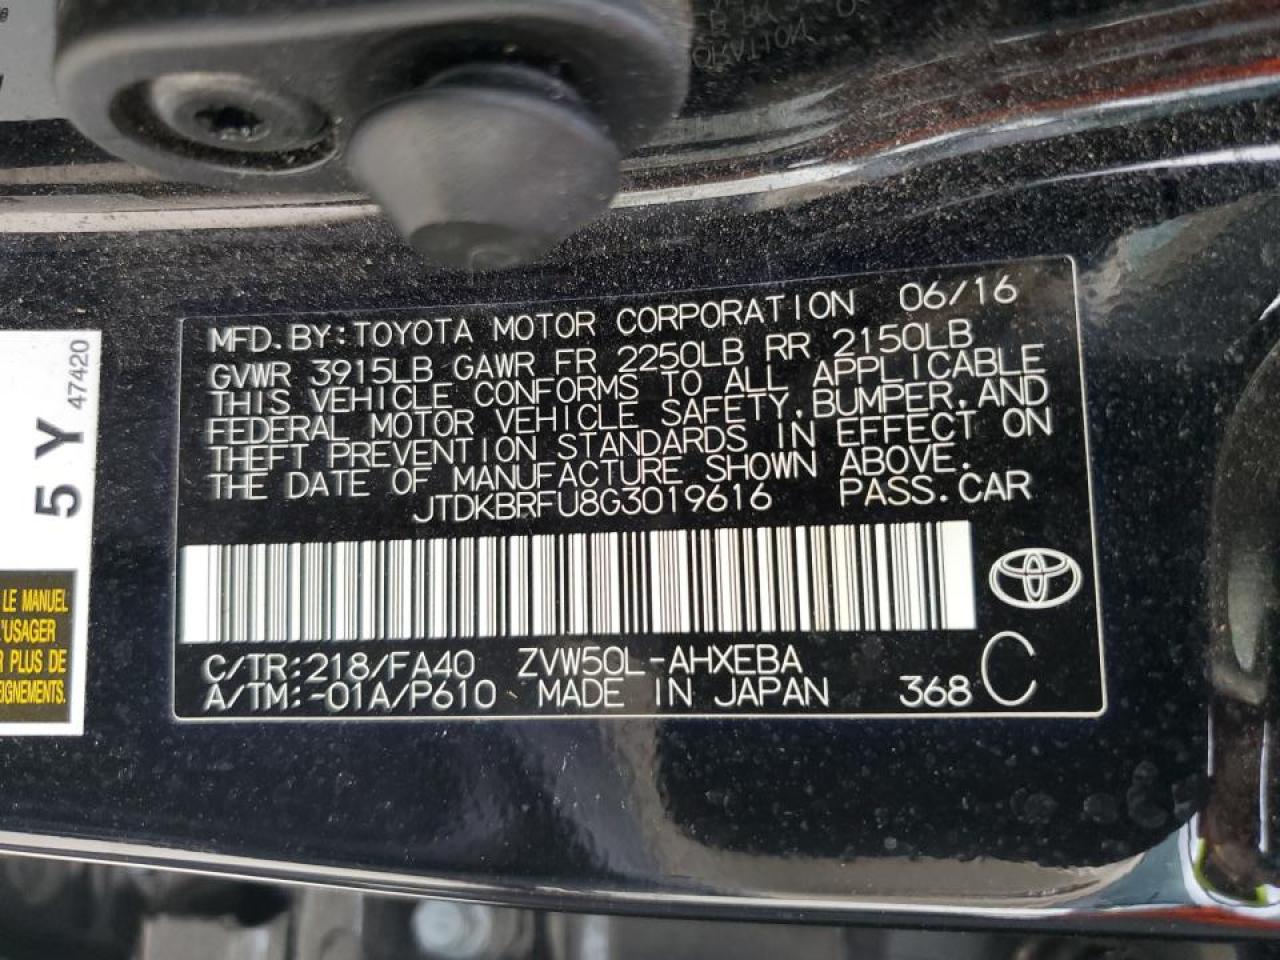 MFD. BY: TOYOTA MOTOR CORPORATION 06/16
GVWR 3915LB GAWR FR 2250LB RR 2150LB
THIS VEHICLE CONFORMS TO ALL APPLICABLE
FEDERAL MOTOR VEHICLE SAFETY, BUMPER, AND
THEFT PREVENTION STANDARDS IN EFFECT ON
THE DATE OF MANUFACTURE SHOWN ABOVE.
JTDKBRFU8G3019616 PASS. CAR
C/TR: 218/FA40 ZVW50L-AHXEBA
A/TM: -01A/P610 MADE IN JAPAN 368 C
5Y 47420
LE MANUEL
'USAGER
PLUS DE